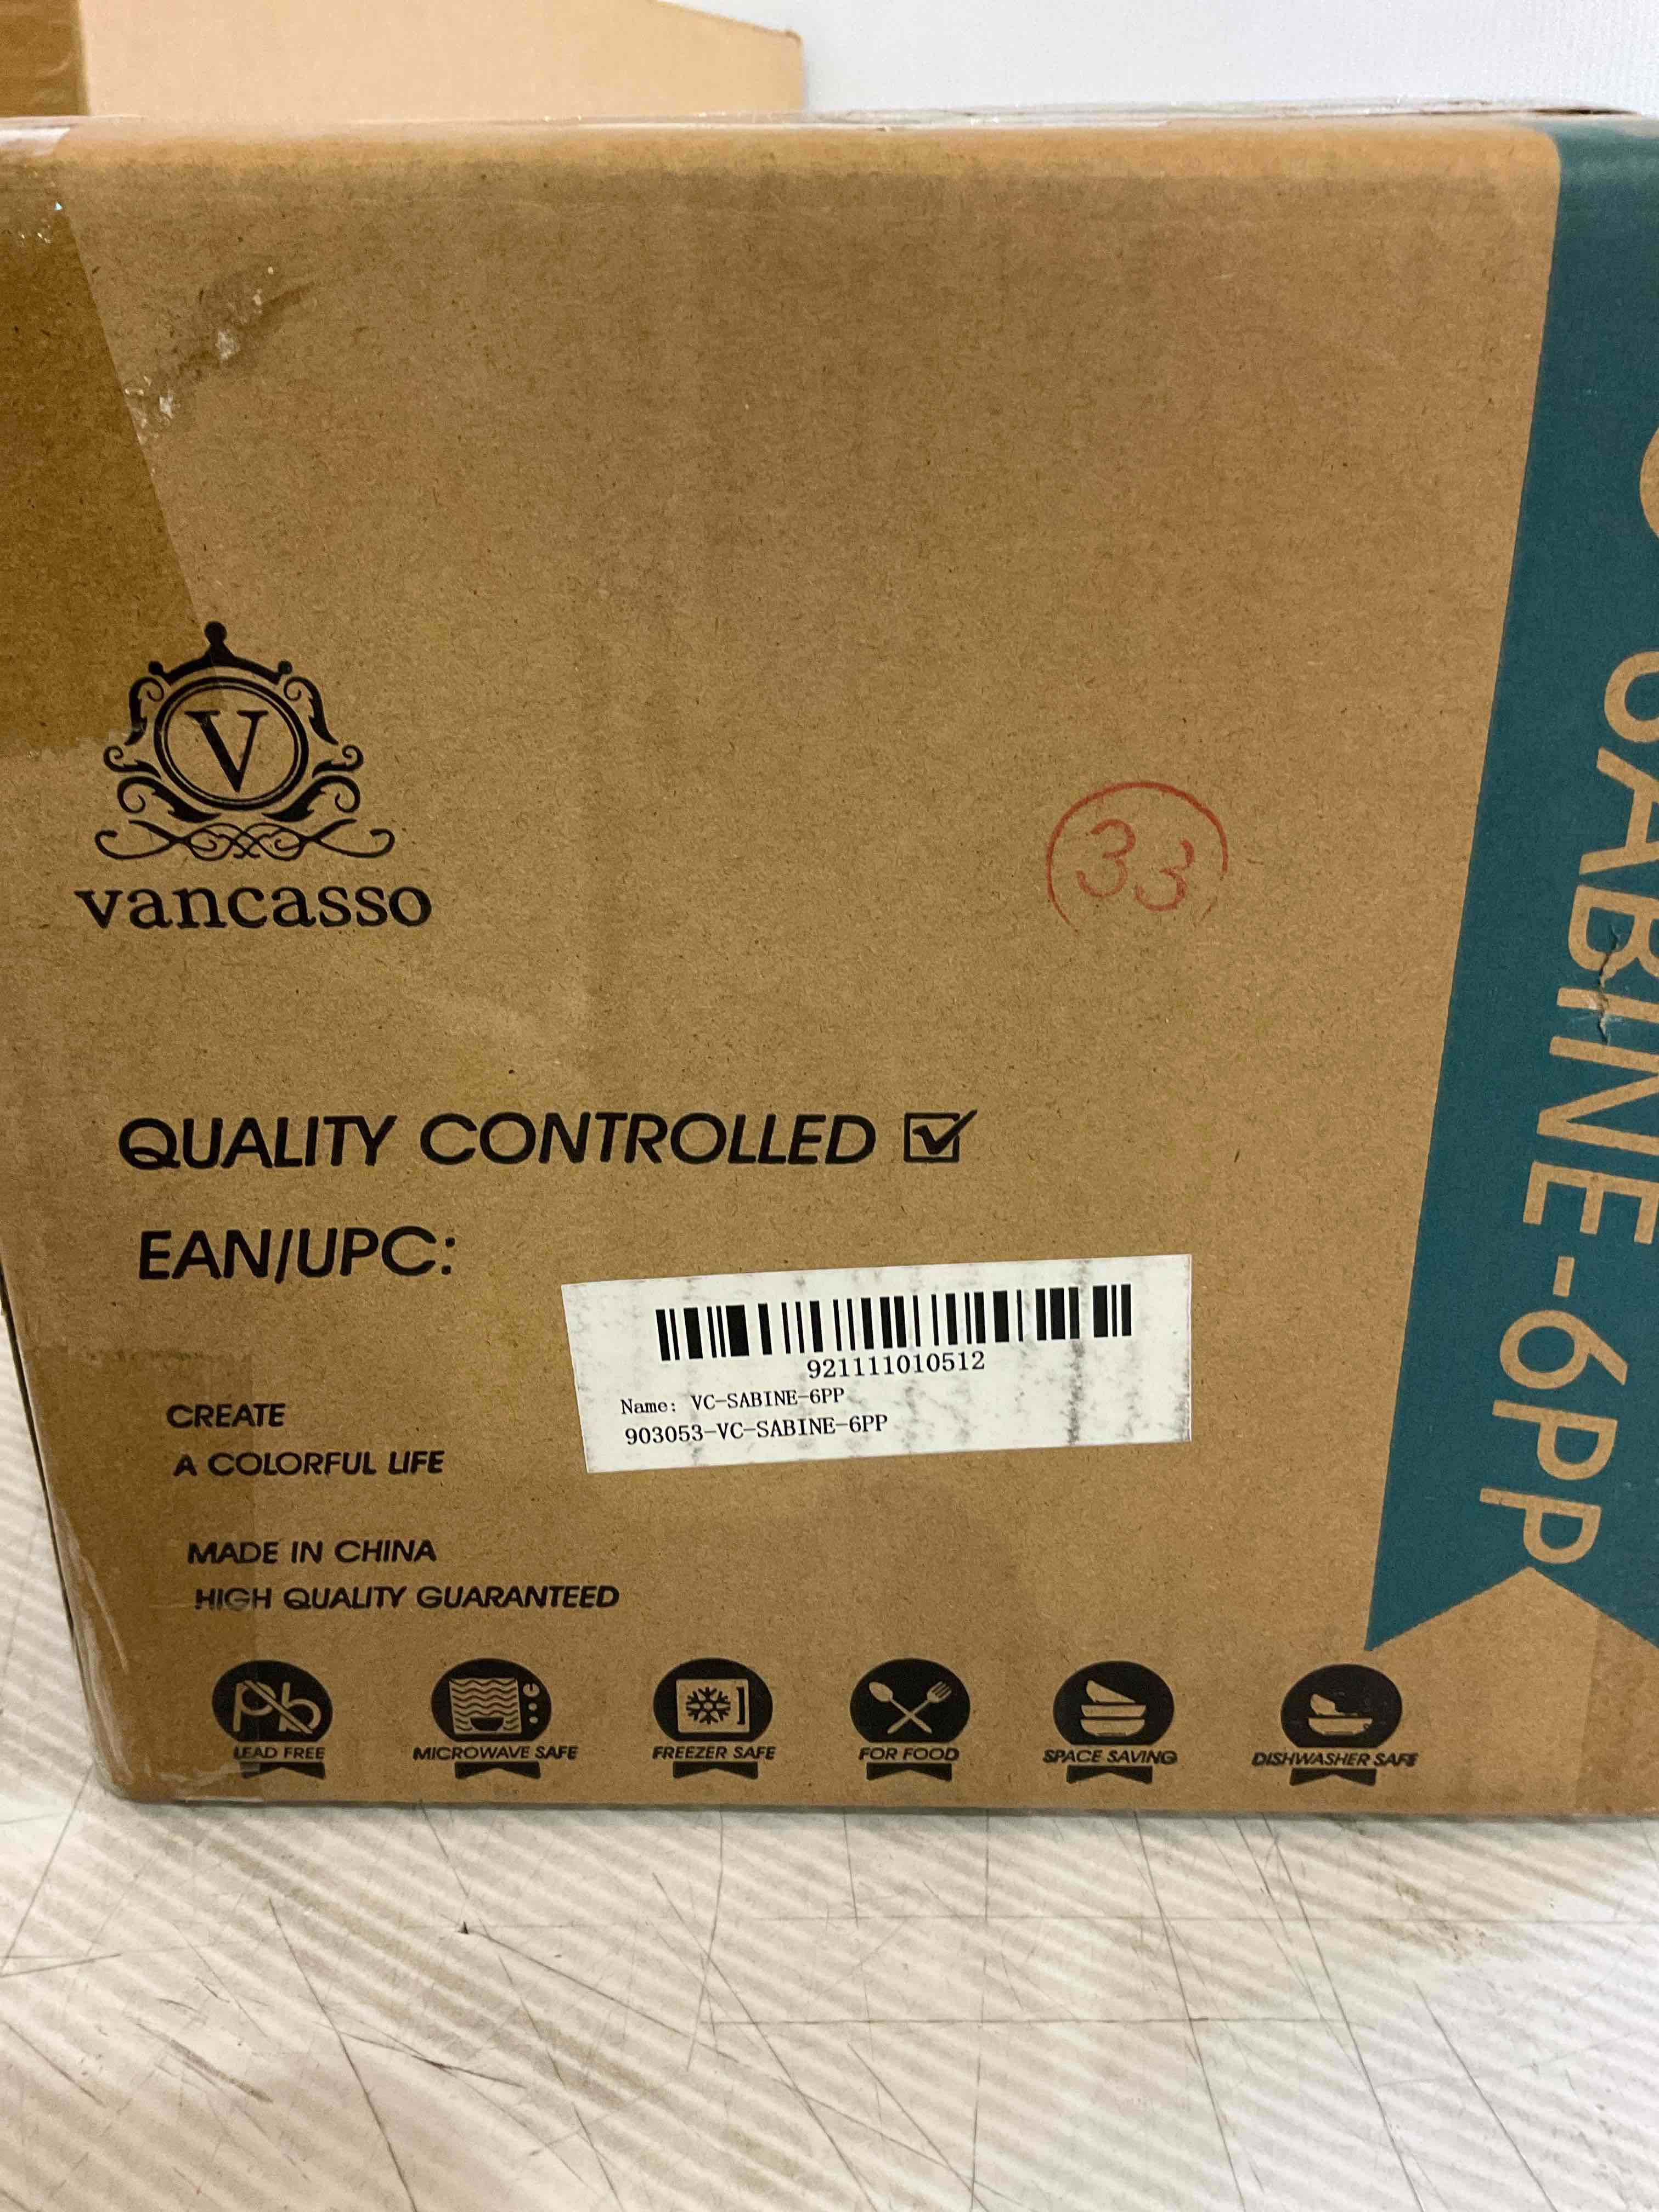 V
vancasso
33
QUALITY CONTROLLED
EAN/UPC:
921111010512
Name: VC-SABINE-6PP
903053-VC-SABINE-6PP
CREATE
A COLORFUL LIFE
MADE IN CHINA
HIGH QUALITY GUARANTEED
Pb
LEAD FREE
MICROWAVE SAFE
FREEZER SAFE
FOR FOOD
SPACE SAVING
DISHWASHER SAFE
SABINE-6PP